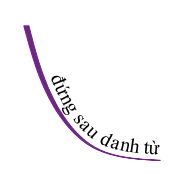 đứng sau danh từ